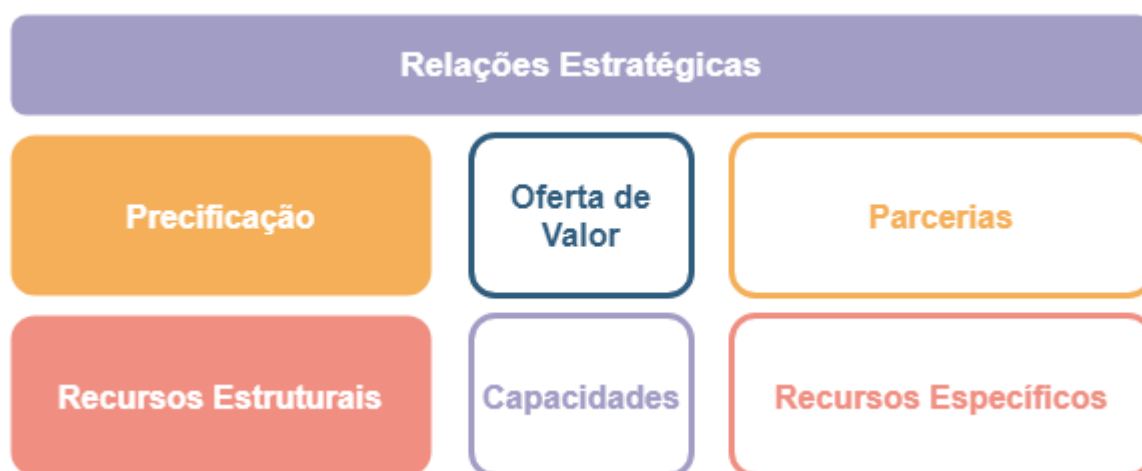 Relações Estratégicas
Precificação
Oferta de
Valor
Parcerias
Recursos Estruturais
Capacidades
Recursos Específicos